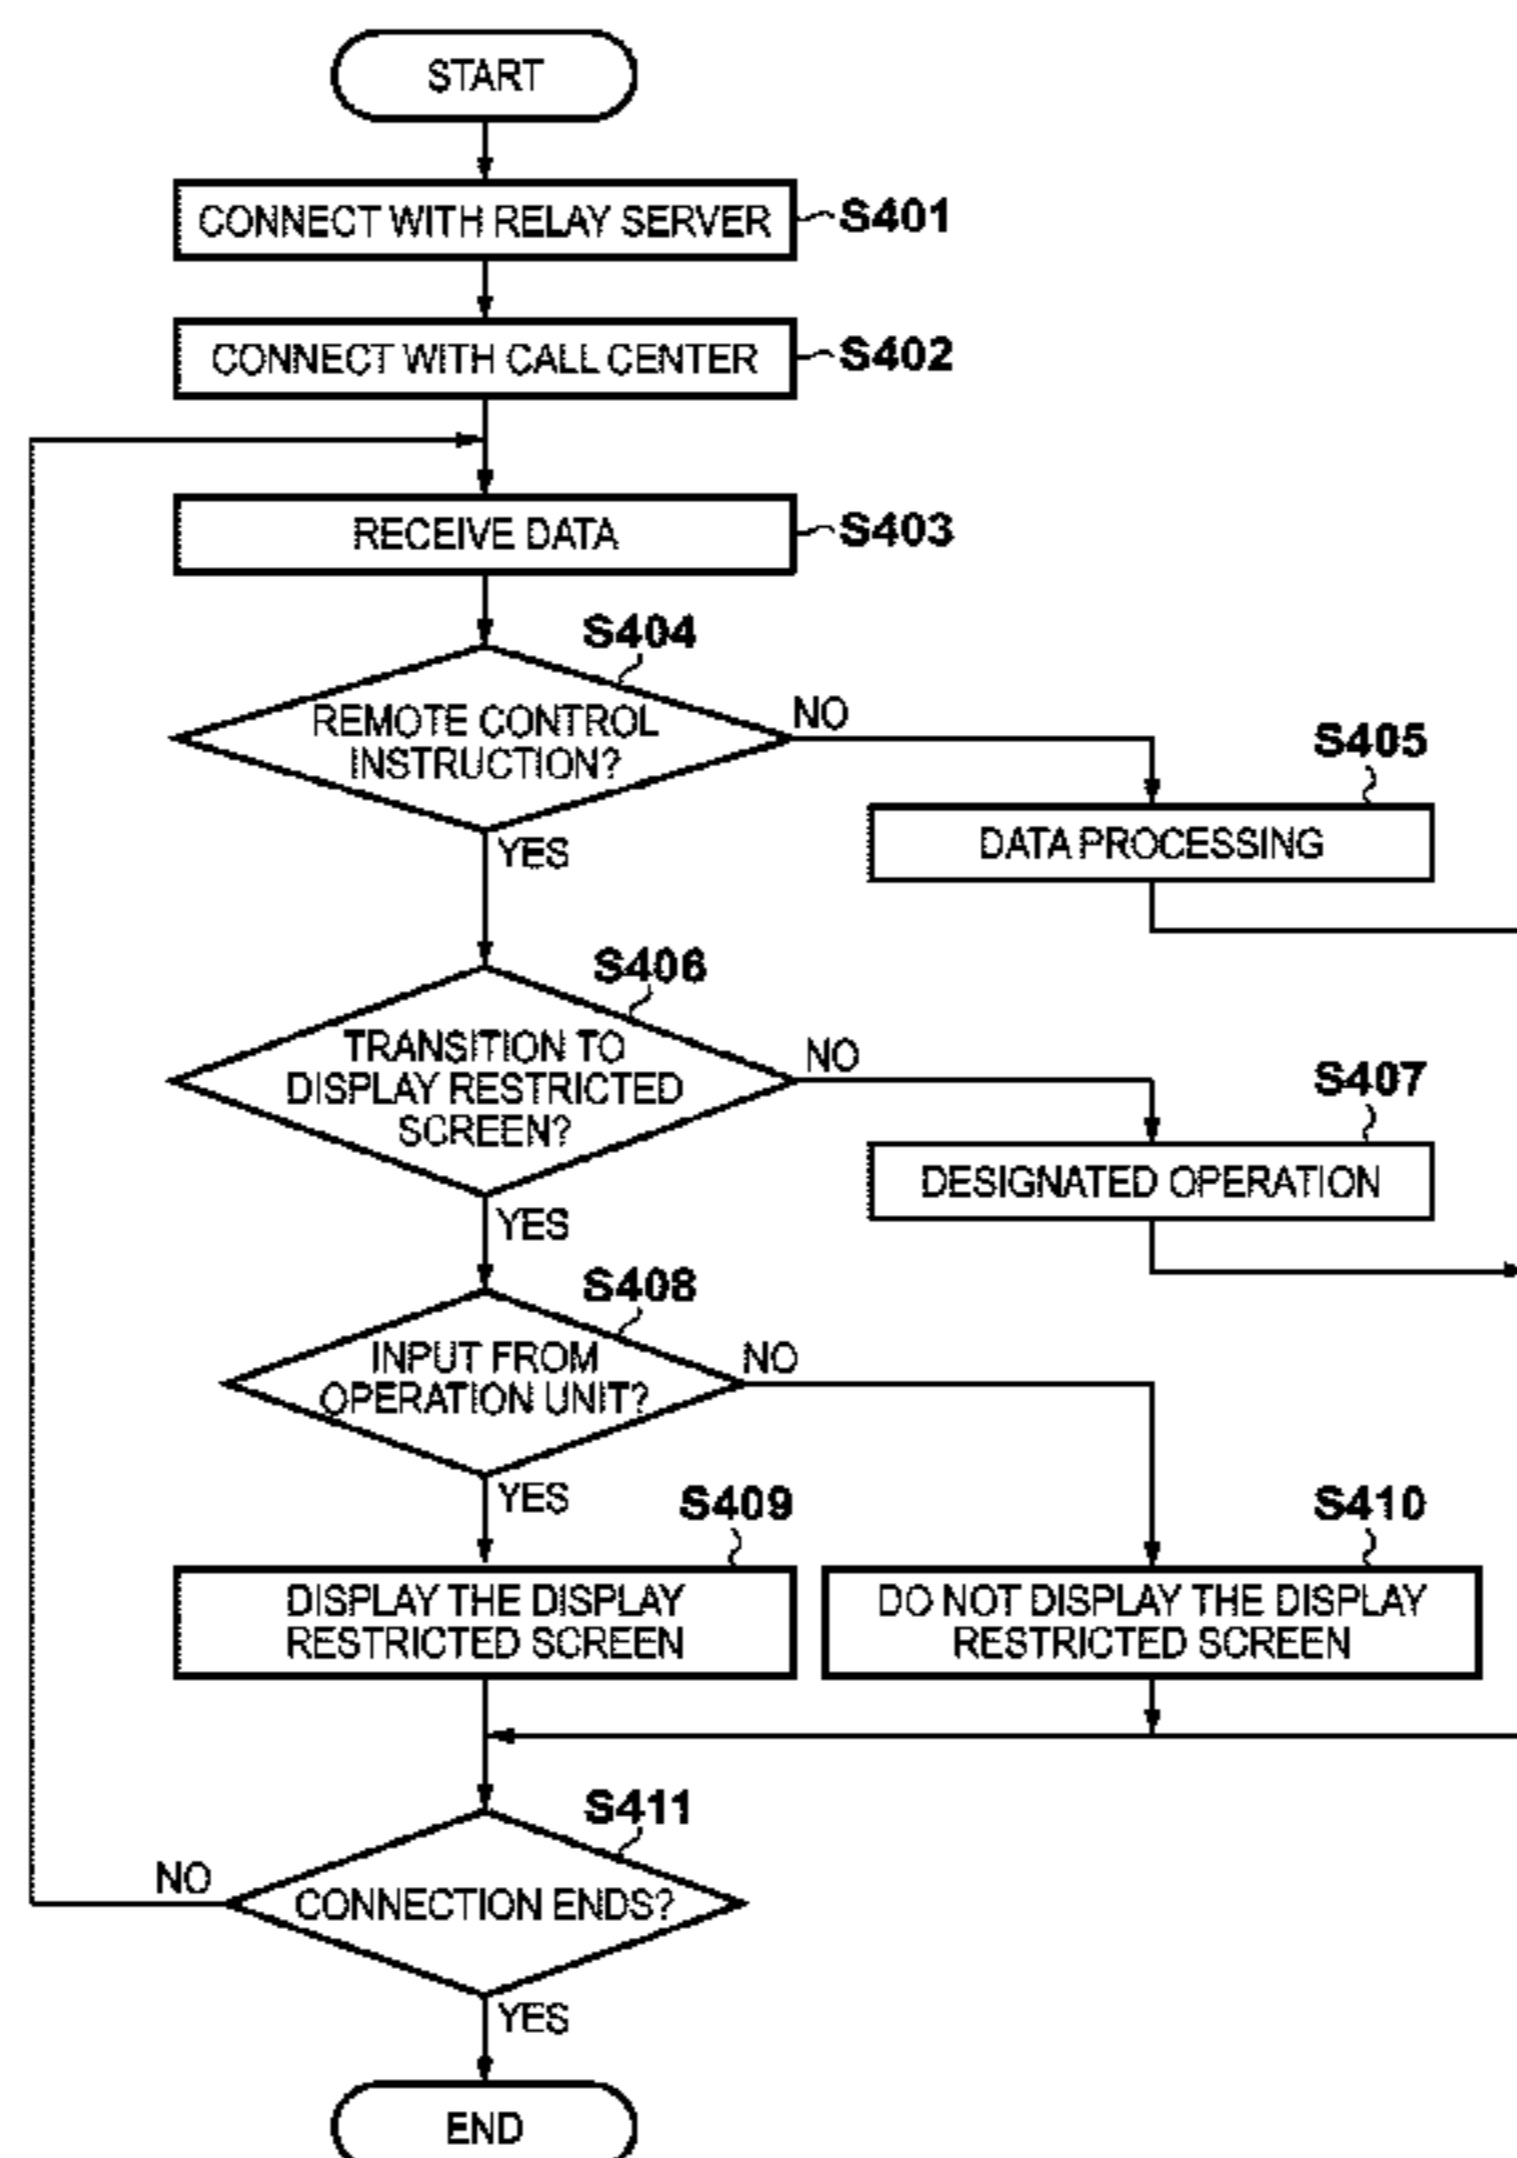 START
CONNECT WITH RELAY SERVER
S401
CONNECT WITH CALL CENTER
S402
RECEIVE DATA
S403
S404
REMOTE CONTROL
INSTRUCTION?
NO
YES
S405
DATA PROCESSING
S406
TRANSITION TO
DISPLAY RESTRICTED
SCREEN?
NO
YES
S407
DESIGNATED OPERATION
S408
INPUT FROM
OPERATION UNIT?
NO
YES
S409
DISPLAY THE DISPLAY
RESTRICTED SCREEN
S410
DO NOT DISPLAY THE DISPLAY
RESTRICTED SCREEN
S411
CONNECTION ENDS?
NO
YES
END